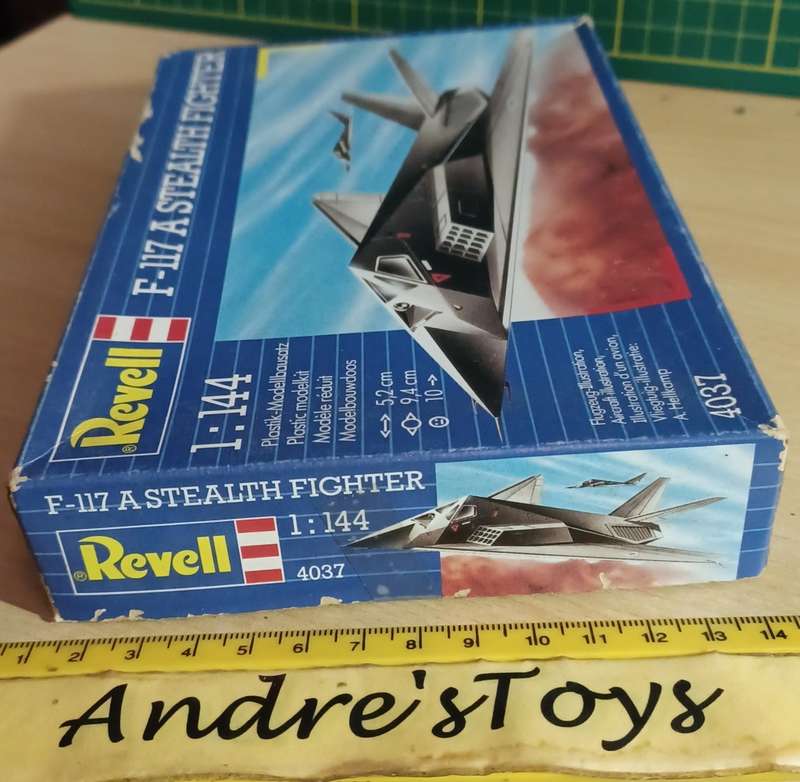 F-117 A STEALTH FIGHTER
Revell
®
1:144
Plastik-Modellbausatz
Plastic modelkit
Modèle réduit
Modelbouwdoos
5,2 cm
9,4 cm
10
Flugzeug-Illustration,
Aircraft-Illustration,
Illustration d'un avion,
Vliegtuig-Illustratie:
A. Hellkamp
4037
F-117 A STEALTH FIGHTER
®Revell
1:144
4037
1 2 3 4 5 6 7 8 9 10 11 12 13 14
Andre'sToys